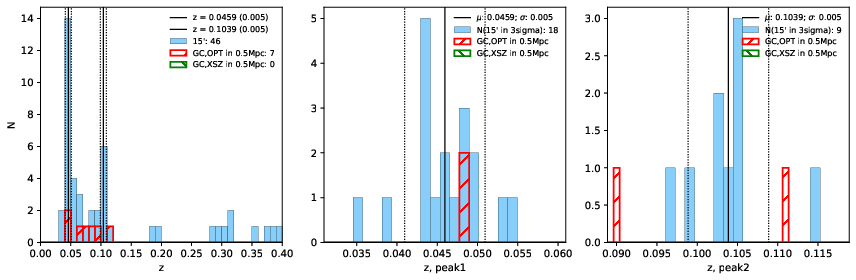 14
12
10
8
6
4
2
0
N
z = 0.0459 (0.005)
z = 0.1039 (0.005)
15': 46
GC,OPT in 0.5Mpc: 7
GC,XSZ in 0.5Mpc: 0
0.00 0.05 0.10 0.15 0.20 0.25 0.30 0.35 0.40
z
5
4
3
2
1
0
μ: 0.0459; σ: 0.005
N(15' in 3sigma): 18
GC,OPT in 0.5Mpc
GC,XSZ in 0.5Mpc
0.035 0.040 0.045 0.050 0.055 0.060
z, peak1
3.0
2.5
2.0
1.5
1.0
0.5
0.0
μ: 0.1039; σ: 0.005
N(15' in 3sigma): 9
GC,OPT in 0.5Mpc
GC,XSZ in 0.5Mpc
0.090 0.095 0.100 0.105 0.110 0.115
z, peak2